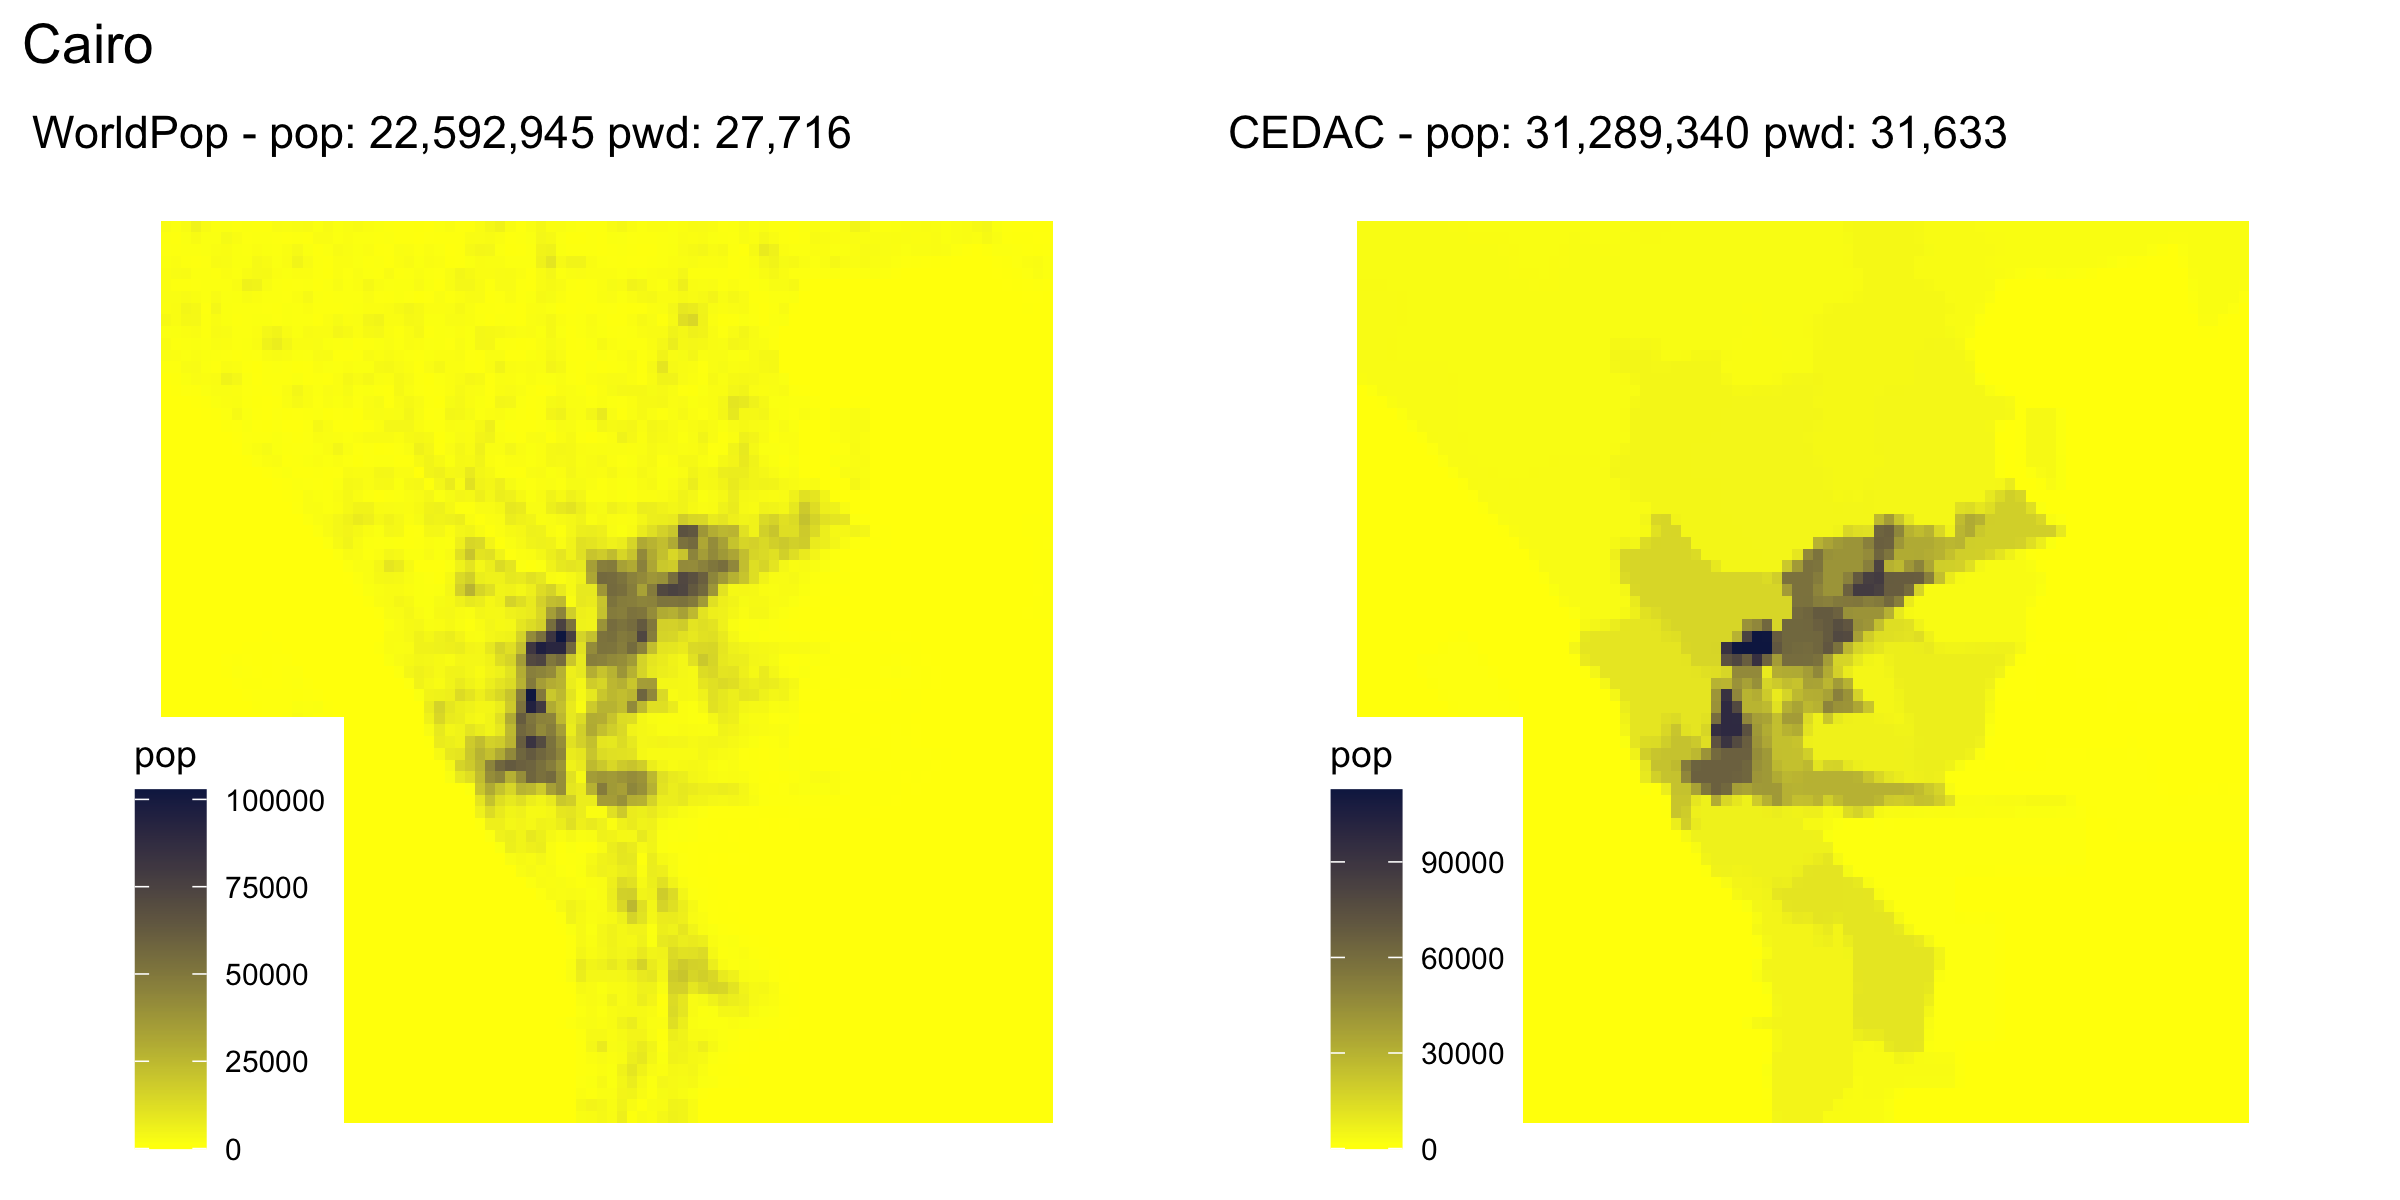 Cairo
WorldPop - pop: 22,592,945 pwd: 27,716
CEDAC - pop: 31,289,340 pwd: 31,633
pop
100000
75000
50000
25000
0
pop
90000
60000
30000
0